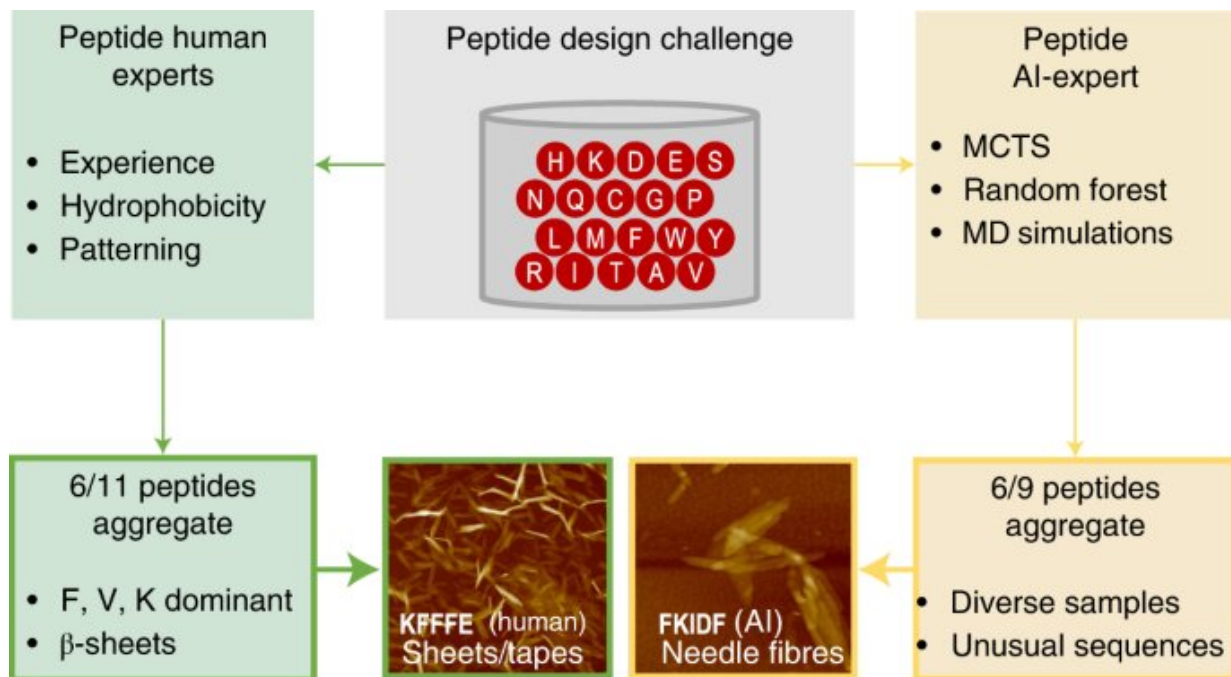 Peptide human
experts
• Experience
• Hydrophobicity
• Patterning
Peptide design challenge
H K D E S
N Q C G P
L M F W Y
R I T A V
Peptide
AI-expert
• MCTS
• Random forest
• MD simulations
6/11 peptides
aggregate
• F, V, K dominant
• β-sheets
KFFFE (human)
Sheets/tapes
FKIDF (AI)
Needle fibres
6/9 peptides
aggregate
• Diverse samples
• Unusual sequences